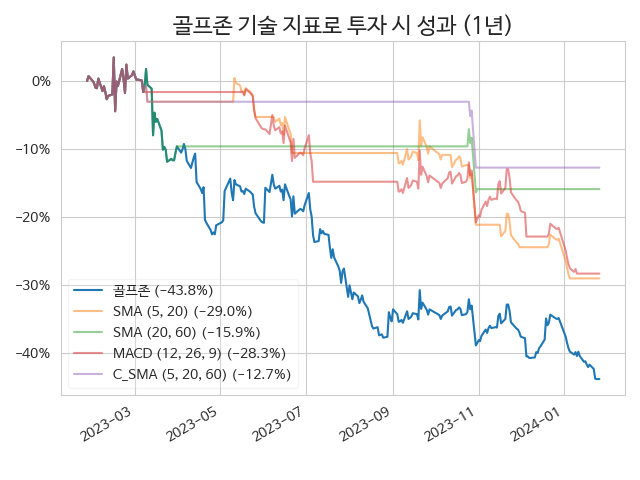 골프존 기술 지표로 투자 시 성과 (1년)
0%
−10%
−20%
−30%
−40%
골프존 (−43.8%)
SMA (5, 20) (−29.0%)
SMA (20, 60) (−15.9%)
MACD (12, 26, 9) (−28.3%)
C_SMA (5, 20, 60) (−12.7%)
2023−03
2023−05
2023−07
2023−09
2023−11
2024−01